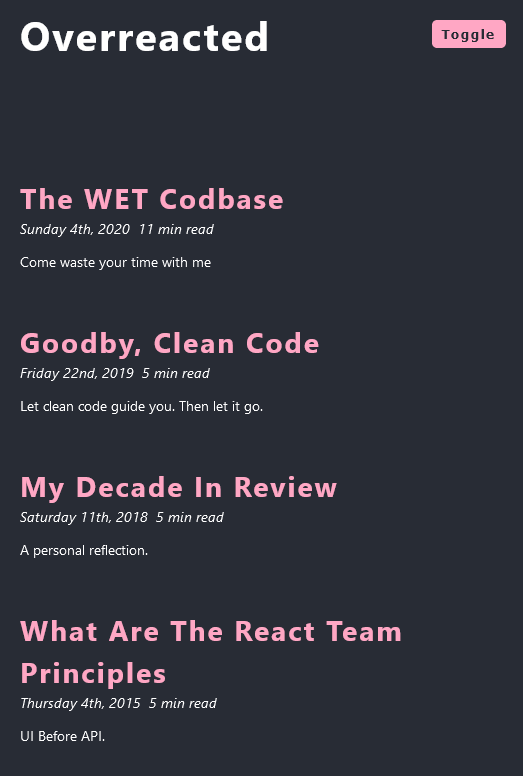 Overreacted
Toggle
The WET Codbase
Sunday 4th, 2020 11 min read
Come waste your time with me
Goodby, Clean Code
Friday 22nd, 2019 5 min read
Let clean code guide you. Then let it go.
My Decade In Review
Saturday 11th, 2018 5 min read
A personal reflection.
What Are The React Team
Principles
Thursday 4th, 2015 5 min read
UI Before API.